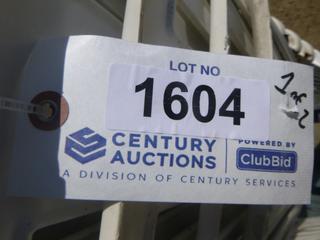 LOT NO
1604
1 of 2
CENTURY
AUCTIONS
POWERED BY
ClubBid
A DIVISION OF CENTURY SERVICES